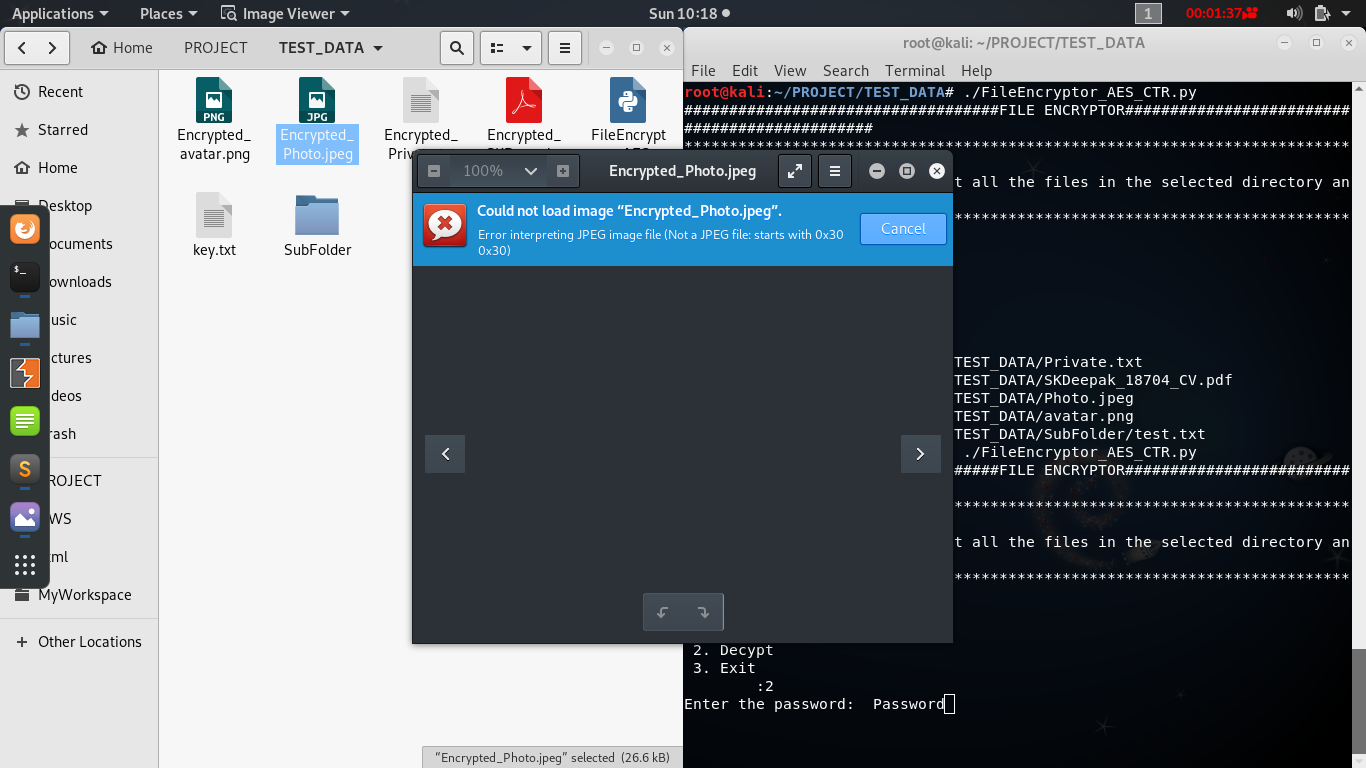 Applications Places Image Viewer Sun 10:18 1 00:01:37
Home PROJECT TEST_DATA
Recent
Starred
Home
Desktop
ocuments
ownloads
usic
ctures
deos
rash
ROJECT
WS
ml
MyWorkspace
Other Locations
PNG
Encrypted_
avatar.png
JPG
Encrypted_
Photo.jpeg
Encrypted_
Encrypted_
FileEncrypt
key.txt
SubFolder
"Encrypted_Photo.jpeg" selected (26.6 kB)
100% Encrypted_Photo.jpeg
Could not load image “Encrypted_Photo.jpeg”.
Error interpreting JPEG image file (Not a JPEG file: starts with 0x30
0x30)
Cancel
root@kali: ~/PROJECT/TEST_DATA
File Edit View Search Terminal Help
root@kali:~/PROJECT/TEST_DATA# ./FileEncryptor_AES_CTR.py
###################################FILE ENCRYPTOR#########################
#####################
**************************************************************************
t all the files in the selected directory an
********************************************
TEST_DATA/Private.txt
TEST_DATA/SKDeepak_18704_CV.pdf
TEST_DATA/Photo.jpeg
TEST_DATA/avatar.png
TEST_DATA/SubFolder/test.txt
./FileEncryptor_AES_CTR.py
#####FILE ENCRYPTOR#########################
********************************************
t all the files in the selected directory an
********************************************
2. Decypt
3. Exit
:2
Enter the password: Password